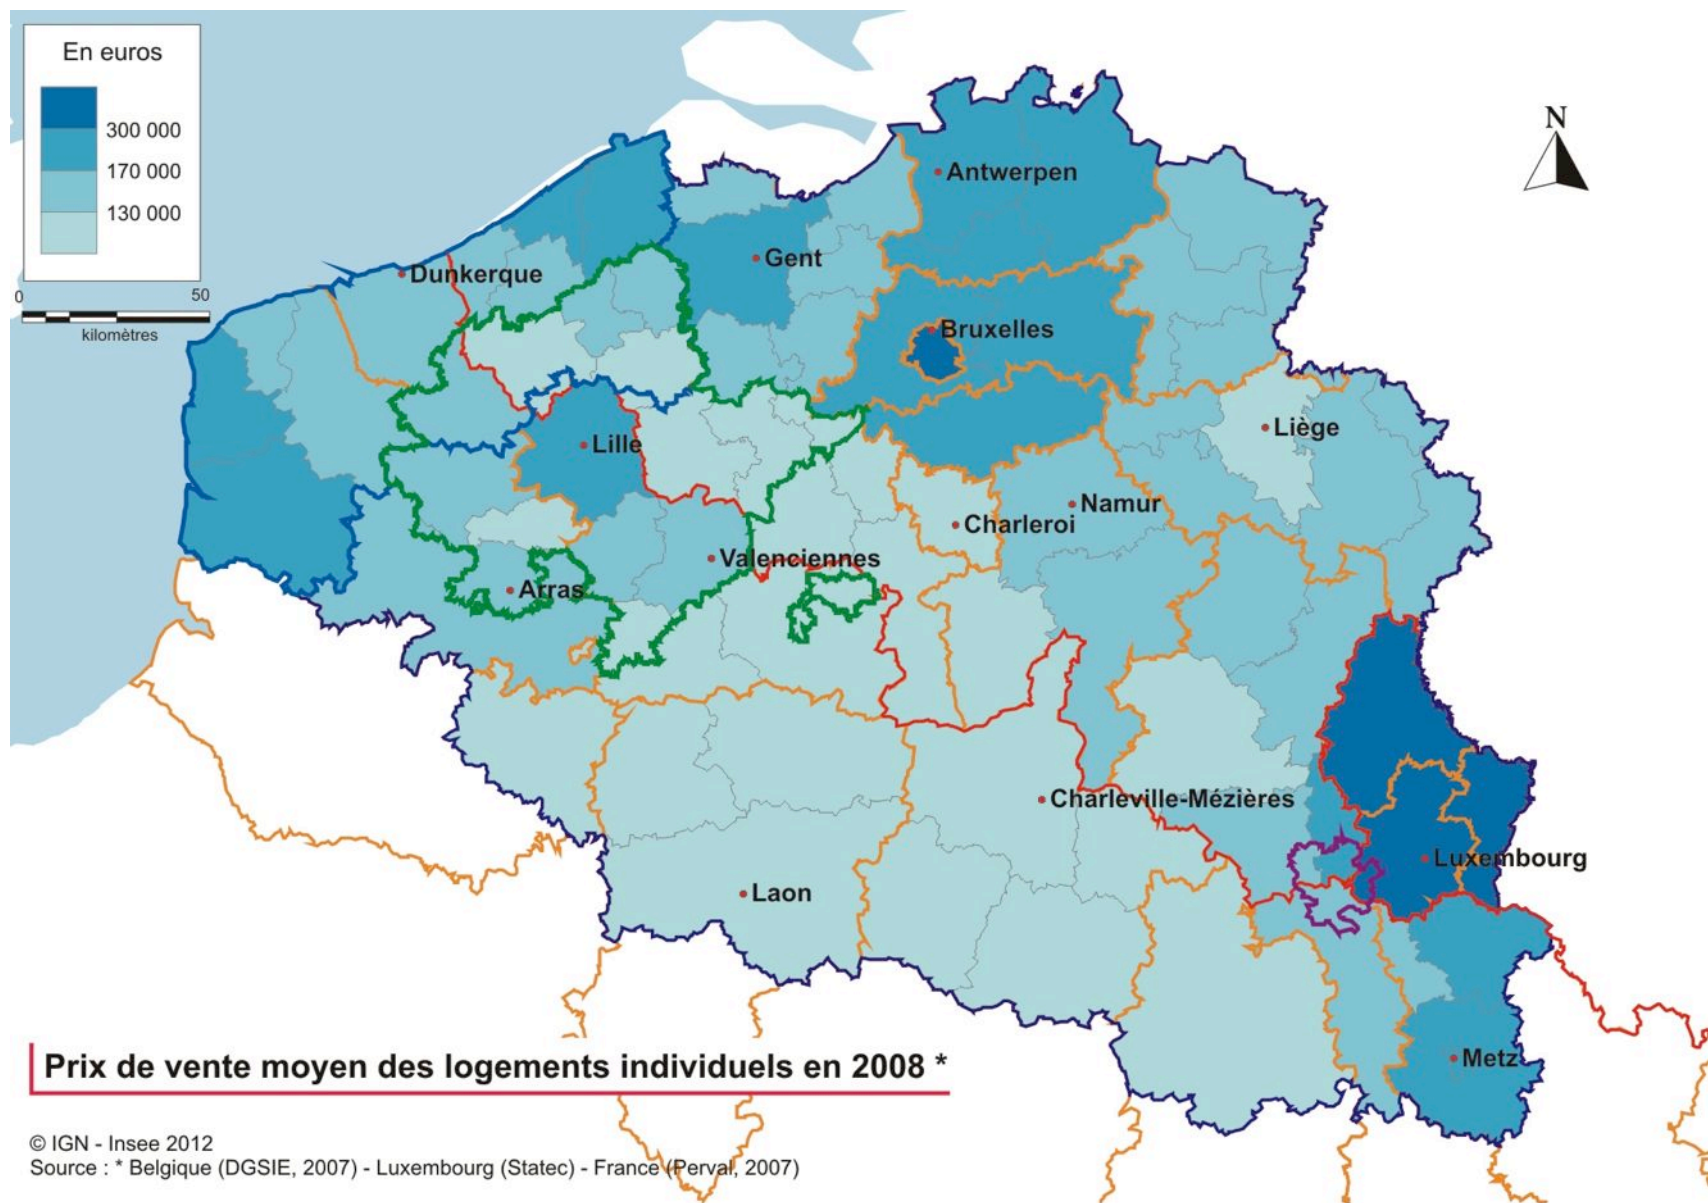 En euros
300 000
170 000
130 000
0 50
kilomètres
N
Antwerpen
Gent
Dunkerque
Bruxelles
Liège
Lille
Namur
Charleroi
Valenciennes
Arras
Charleville-Mézières
Luxembourg
Laon
Metz
Prix de vente moyen des logements individuels en 2008 *
© IGN - Insee 2012
Source : * Belgique (DGSIE, 2007) - Luxembourg (Statec) - France (Perval, 2007)